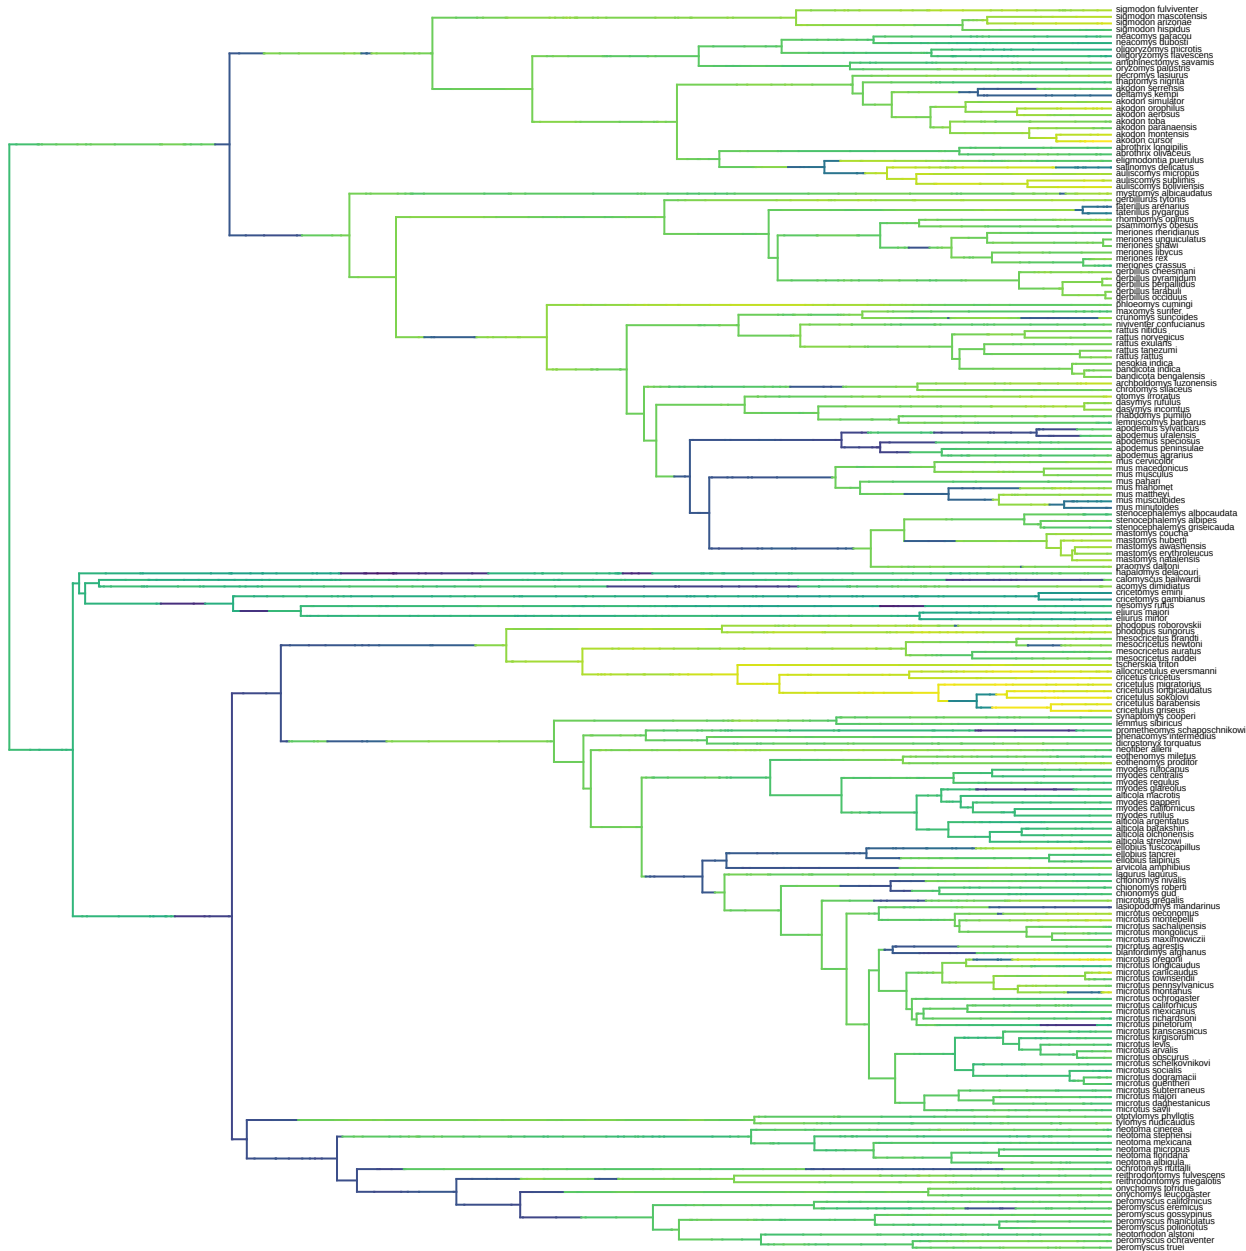 sigmodon fulviventer
sigmodon mascotensis
sigmodon arizonae
sigmodon hispidus
neacomys paracou
neacomys dubosti
oligoryzomys microtis
oligoryzomys flavescens
amphinectomys savamis
oryzomys palustris
necromys lasiurus
thaptomys nigrita
akodon serrensis
deltamys kempi
akodon simulator
akodon orophilus
akodon aerosus
akodon toba
akodon paranaensis
akodon montensis
akodon cursor
abrothrix longipilis
abrothrix olivaceus
eligmodontia puerulus
salinomys delicatus
auliscomys micropus
auliscomys sublimis
auliscomys boliviensis
mystromys albicaudatus
gerbillurus tytonis
taterillus arenarius
taterillus pygargus
rhombomys opimus
psammomys obesus
meriones meridianus
meriones unguiculatus
meriones shawi
meriones libycus
meriones rex
meriones crassus
gerbillus cheesmani
gerbillus pyramidum
gerbillus perpallidus
gerbillus tarabuli
gerbillus occiduus
phloeomys cumingi
maxomys surifer
crunomys suncoides
niviventer confucianus
rattus nitidus
rattus norvegicus
rattus exulans
rattus tanezumi
rattus rattus
nesokia indica
bandicota indica
bandicota bengalensis
archboldomys luzonensis
chrotomys silaceus
otomys irroratus
dasymys rufulus
dasymys incomtus
rhabdomys pumilio
lemniscomys barbarus
apodemus sylvaticus
apodemus uralensis
apodemus speciosus
apodemus peninsulae
apodemus agrarius
mus cervicolor
mus macedonicus
mus musculus
mus pahari
mus mahomet
mus mattheyi
mus musculoides
mus minutoides
stenocephalemys albocaudata
stenocephalemys albipes
stenocephalemys griseicauda
mastomys coucha
mastomys huberti
mastomys awashensis
mastomys erythroleucus
mastomys natalensis
praomys daltoni
hapalomys delacouri
calomyscus bailwardi
acomys dimidiatus
cricetomys emini
cricetomys gambianus
nesomys rufus
eliurus majori
eliurus minor
phodopus roborovskii
phodopus sungorus
mesocricetus brandti
mesocricetus newtoni
mesocricetus auratus
mesocricetus raddei
tscherskia triton
allocricetulus eversmanni
cricetus cricetus
cricetulus migratorius
cricetulus longicaudatus
cricetulus sokolovi
cricetulus barabensis
cricetulus griseus
synaptomys cooperi
lemmus sibiricus
prometheomys schaposchnikowi
phenacomys intermedius
dicrostonyx torquatus
neofiber alleni
eothenomys miletus
eothenomys proditor
myodes rufocanus
myodes centralis
myodes regulus
myodes glareolus
alticola macrotis
myodes gapperi
myodes californicus
myodes rutilus
alticola argentatus
alticola barakshin
alticola olchonensis
alticola strelzowi
ellobius fuscocapillus
ellobius tancrei
ellobius talpinus
arvicola amphibius
lagurus lagurus
chionomys nivalis
chionomys roberti
chionomys gud
microtus gregalis
lasiopodomys mandarinus
microtus oeconomus
microtus montebelli
microtus sachalinensis
microtus mongolicus
microtus maximowiczii
microtus agrestis
blanfordimys afghanus
microtus oregoni
microtus longicaudus
microtus canicaudus
microtus townsendii
microtus pennsylvanicus
microtus montanus
microtus ochrogaster
microtus californicus
microtus mexicanus
microtus richardsoni
microtus pinetorum
microtus transcaspicus
microtus kirgisorum
microtus levis
microtus arvalis
microtus obscurus
microtus schelkovnikovi
microtus socialis
microtus dogramacii
microtus guentheri
microtus subterraneus
microtus majori
microtus daghestanicus
microtus savii
ototylomys phyllotis
tylomys nudicaudus
neotoma cinerea
neotoma stephensi
neotoma mexicana
neotoma micropus
neotoma floridana
neotoma albigula
ochrotomys nuttalli
reithrodontomys fulvescens
reithrodontomys megalotis
onychomys torridus
onychomys leucogaster
peromyscus californicus
peromyscus eremicus
peromyscus gossypinus
peromyscus maniculatus
peromyscus polionotus
neotomodon alstoni
peromyscus ochraventer
peromyscus truei